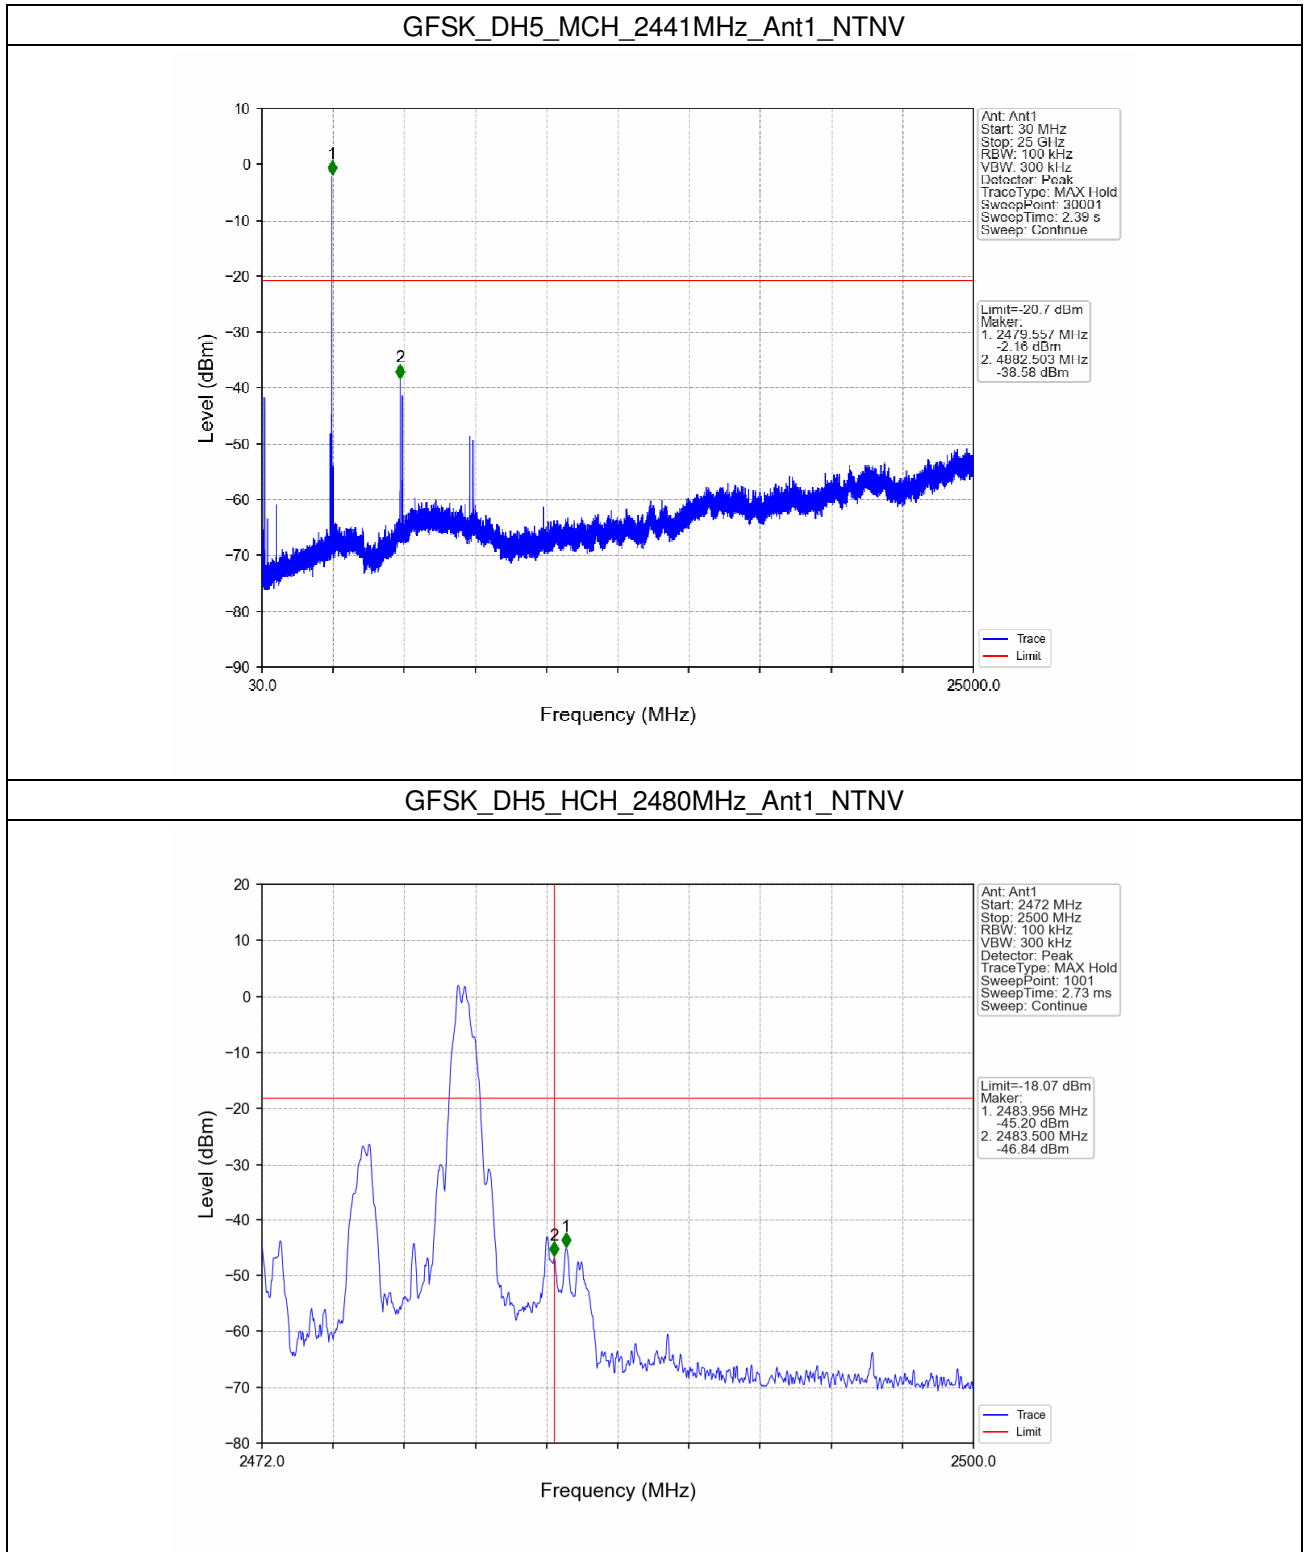 GFSK_DH5_MCH_2441MHz_Ant1_NTNV
10
0
−10
−20
−30
−40
−50
−60
−70
−80
−90
Level (dBm)
1
2
30.0
25000.0
Frequency (MHz)
Ant: Ant1
Start: 30 MHz
Stop: 25 GHz
RBW: 100 kHz
VBW: 300 kHz
Detector: Peak
TraceType: MAX Hold
SweepPoint: 30001
SweepTime: 2.39 s
Sweep: Continue
Limit=-20.7 dBm
Maker:
1. 2479.557 MHz
-2.16 dBm
2. 4882.503 MHz
-38.58 dBm
Trace
Limit
GFSK_DH5_HCH_2480MHz_Ant1_NTNV
20
10
0
−10
−20
−30
−40
−50
−60
−70
−80
Level (dBm)
2
1
2472.0
2500.0
Frequency (MHz)
Ant: Ant1
Start: 2472 MHz
Stop: 2500 MHz
RBW: 100 kHz
VBW: 300 kHz
Detector: Peak
TraceType: MAX Hold
SweepPoint: 1001
SweepTime: 2.73 ms
Sweep: Continue
Limit=-18.07 dBm
Maker:
1. 2483.956 MHz
-45.20 dBm
2. 2483.500 MHz
-46.84 dBm
Trace
Limit